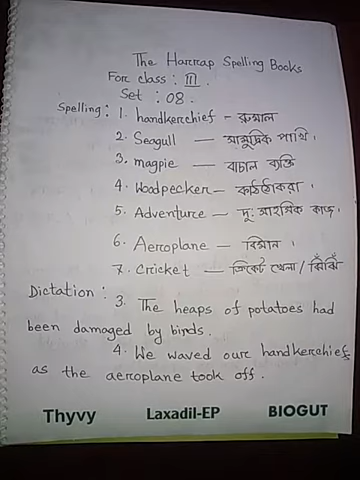 The Harrap Spelling Books
For class : III
Set : 08.
Spelling : 1. handkerchief - রুমাল
2. Seagull — সামুদ্রিক পাখি।
3. magpie — বাচাল ব্যক্তি
4. Woodpecker - কাঠঠোকরা।
5. Adventure — দু: সাহসিক কাজ।
6. Aeroplane - বিমান।
7. Cricket — ক্রিকেট খেলা / ঝিঁঝিঁ
Dictation : 3. The heaps of potatoes had
been damaged by birds.
4. We waved our handkerchiefs
as the aeroplane took off.
Thyvy Laxadil-EP BIOGUT